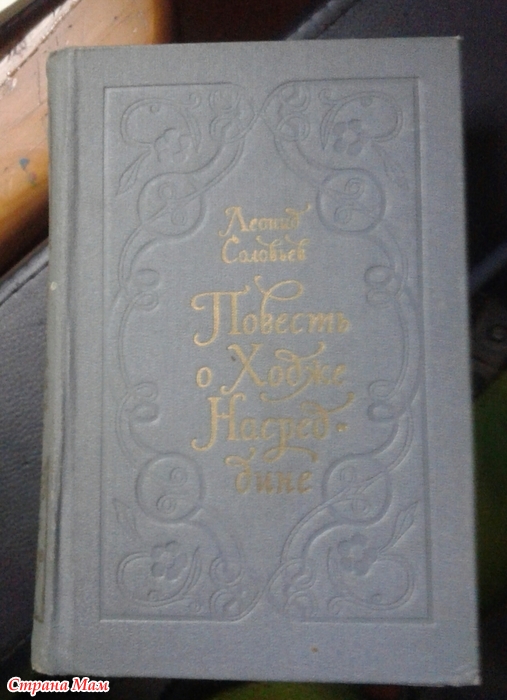 Леонид
Соловьев
Повесть
о Ходже
Насред-
дине
Страна Мам